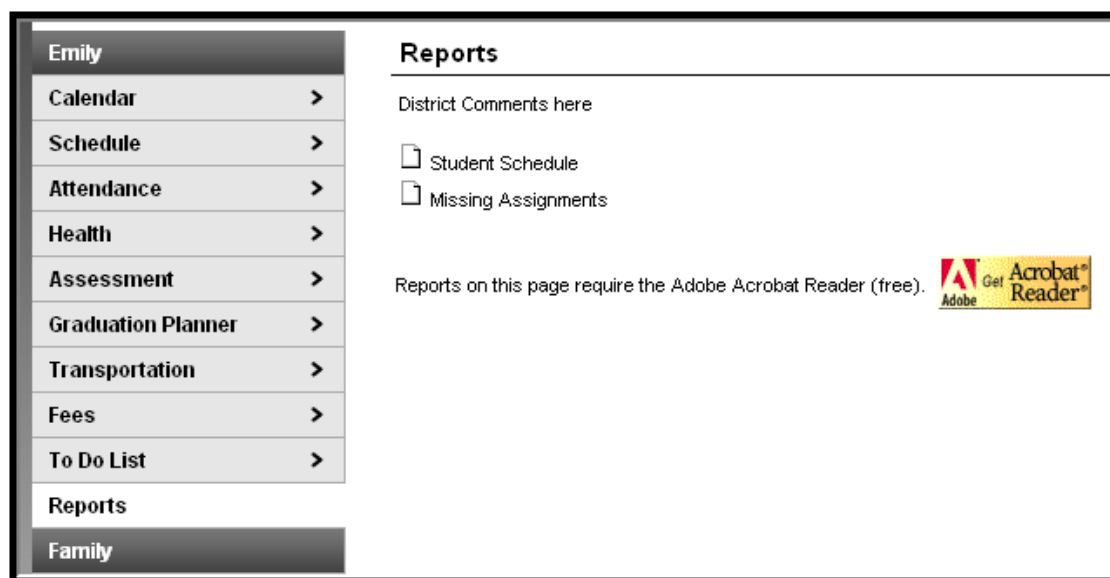 Emily
Calendar
Schedule
Attendance
Health
Assessment
Graduation Planner
Transportation
Fees
To Do List
Reports
Family
Reports
District Comments here
Student Schedule
Missing Assignments
Reports on this page require the Adobe Acrobat Reader (free).
Adobe
Get Acrobat®
Reader®